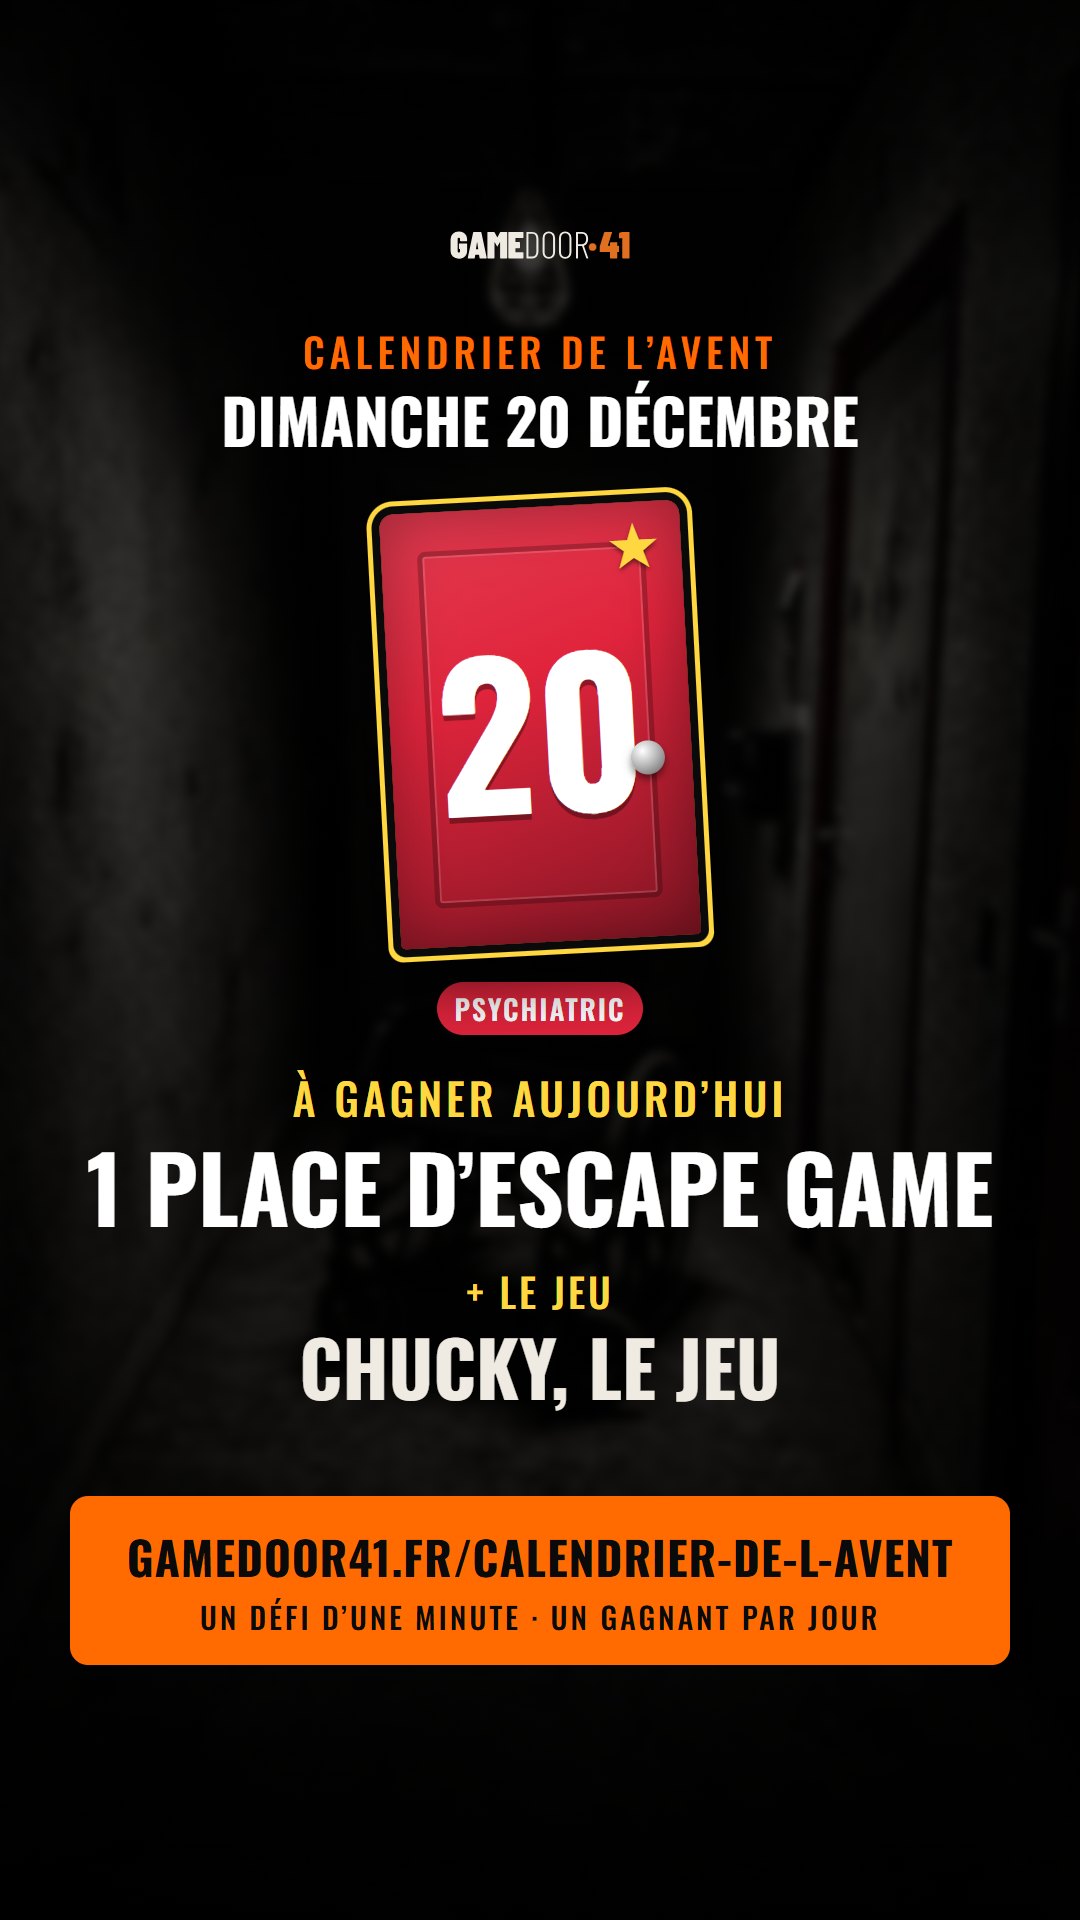 GAMEDOOR·41
CALENDRIER DE L’AVENT
DIMANCHE 20 DÉCEMBRE
20
PSYCHIATRIC
À GAGNER AUJOURD’HUI
1 PLACE D’ESCAPE GAME
+ LE JEU
CHUCKY, LE JEU
GAMEDOOR41.FR/CALENDRIER-DE-L-AVENT
UN DÉFI D’UNE MINUTE · UN GAGNANT PAR JOUR